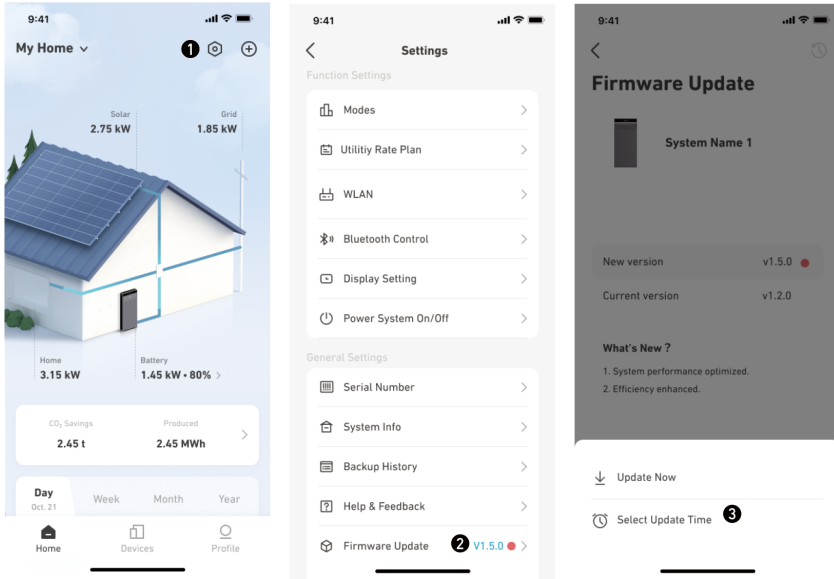 9:41
My Home
1
Solar
2.75 kW
Grid
1.85 kW
Home
3.15 kW
Battery
1.45 kW • 80% >
CO₂ Savings
2.45 t
Produced
2.45 MWh
Day
Oct. 21
Week
Month
Year
Home
Devices
Profile
9:41
Settings
Function Settings
Modes
Utilitiy Rate Plan
WLAN
Bluetooth Control
Display Setting
Power System On/Off
General Settings
Serial Number
System Info
Backup History
Help & Feedback
Firmware Update 2 V1.5.0
9:41
Firmware Update
System Name 1
New version v1.5.0
Current version v1.2.0
What's New ?
1. System performance optimized.
2. Efficiency enhanced.
Update Now
Select Update Time 3